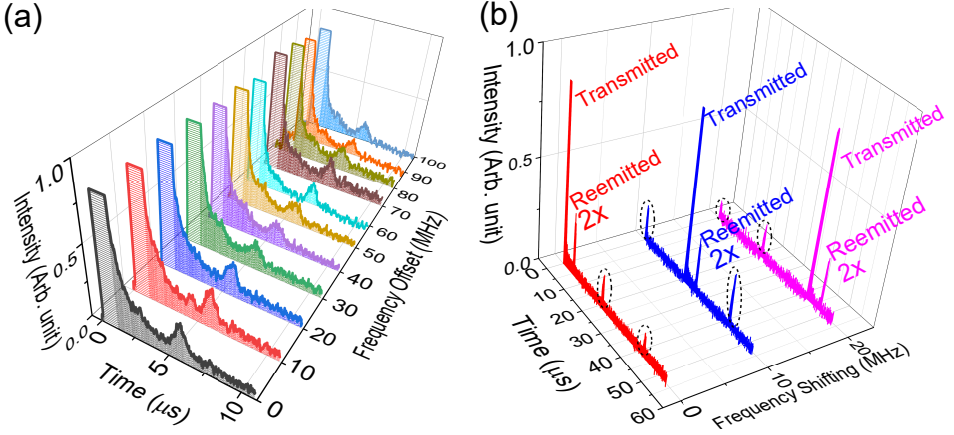 (a)
Intensity (Arb. unit)
1.0
0.5
0.0
0
5
10
Time (μs)
0
10
20
30
40
50
60
70
80
90
100
Frequency Offset (MHz)
(b)
Intensity (Arb. unit)
1.0
0.5
0.0
Transmitted
Reemitted
2x
Transmitted
Reemitted
2x
Transmitted
Reemitted
2x
0
10
20
30
40
50
60
Time (μs)
0
10
20
Frequency Shifting (MHz)